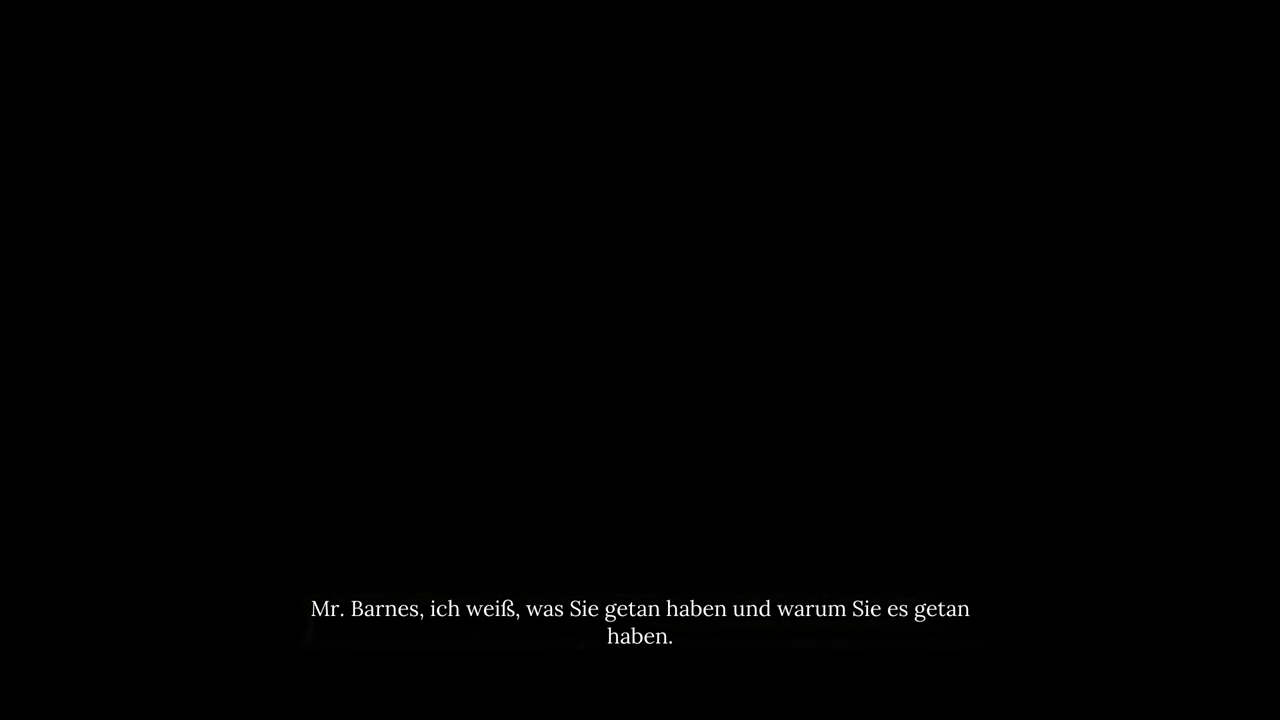 Mr. Barnes, ich weiß, was Sie getan haben und warum Sie es getan
haben.